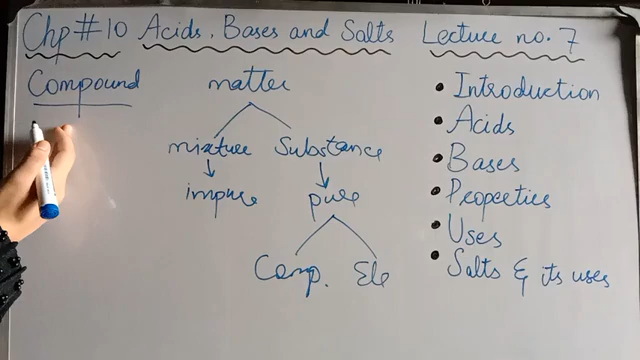 Chp #10 Acids, Bases and Salts Lecture no. 7
Compound
matter
mixture Substance
impure pure
Comp. Ele
• Introduction
• Acids
• Bases
• Properties
• Uses
• Salts & its uses